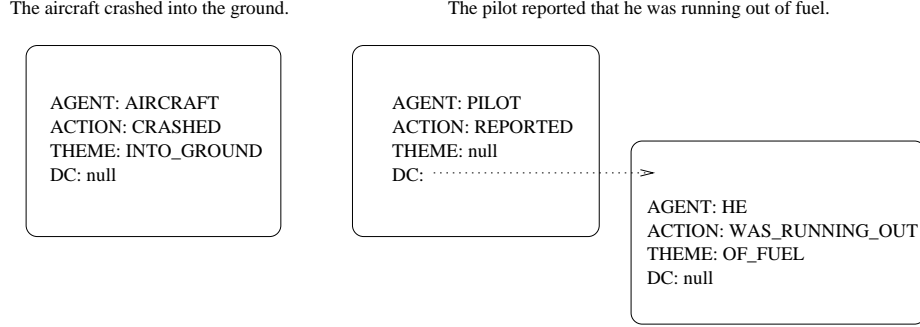 The aircraft crashed into the ground.
The pilot reported that he was running out of fuel.
AGENT: AIRCRAFT
ACTION: CRASHED
THEME: INTO_GROUND
DC: null
AGENT: PILOT
ACTION: REPORTED
THEME: null
DC:
AGENT: HE
ACTION: WAS_RUNNING_OUT
THEME: OF_FUEL
DC: null